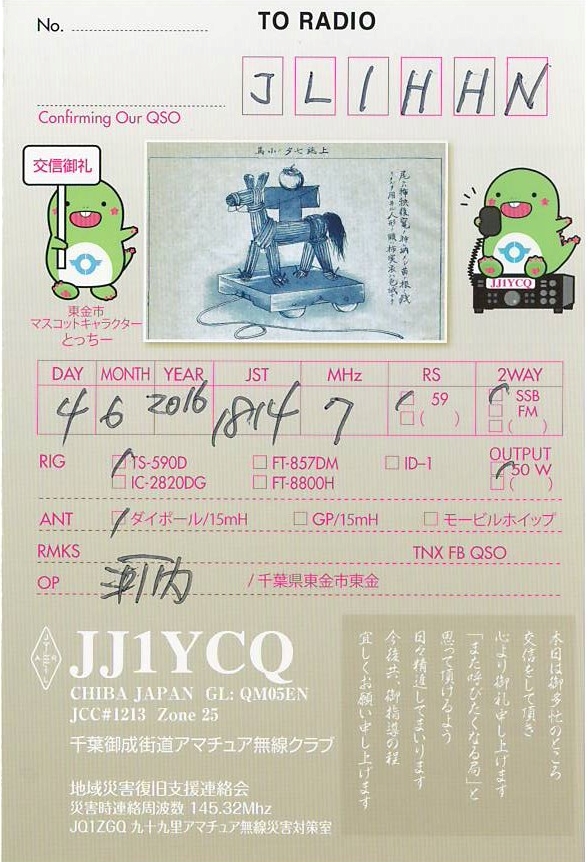 No.
TO RADIO
JL1HHN
Confirming Our QSO
交信御礼
上総七夕ノ小馬
JJ1YCQ
東金市
マスコットキャラクター
とっちー
DAY MONTH YEAR JST MHz RS 2WAY
4 6 2016 1814 7 59 SSB
( ) FM
( )
RIG TS-590D FT-857DM ID-1 OUTPUT
50 W
IC-2820DG FT-8800H ( )
ANT ダイポール/15mH GP/15mH モービルホイップ
RMKS TNX FB QSO
OP 河内 /千葉県東金市東金
JARL
JJ1YCQ
CHIBA JAPAN GL: QM05EN
JCC#1213 Zone 25
千葉御成街道アマチュア無線クラブ
地域災害復旧支援連絡会
災害時連絡周波数 145.32Mhz
JQ1ZGQ 九十九里アマチュア無線災害対策室
本日は御多忙のところ
交信をして頂き
心より御礼申し上げます
「また呼びたくなる局」と
思って頂けるよう
日々精進してまいります
今後共、御指導の程
宜しくお願い申し上げます